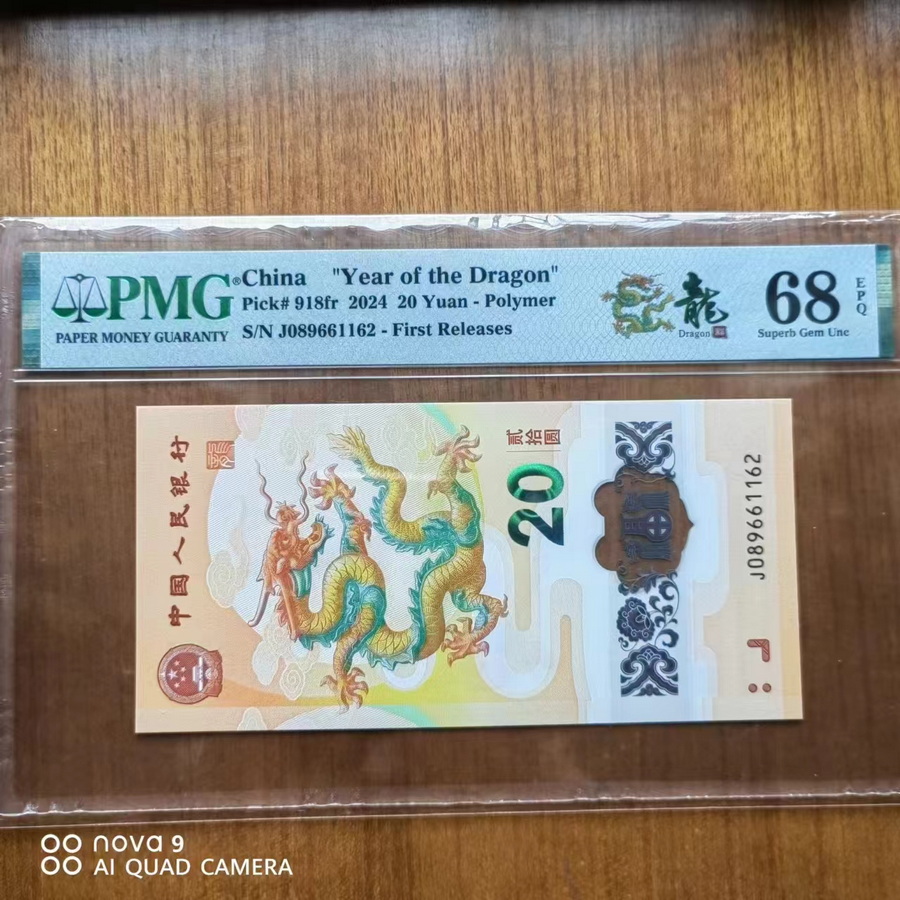 PMG®
PAPER MONEY GUARANTY
China "Year of the Dragon"
Pick# 918fr 2024 20 Yuan - Polymer
S/N J089661162 - First Releases
龍
Dragon
68
EPQ
Superb Gem Unc
中国人民银行
贰拾圆
20
J089661162
nova 9
AI QUAD CAMERA